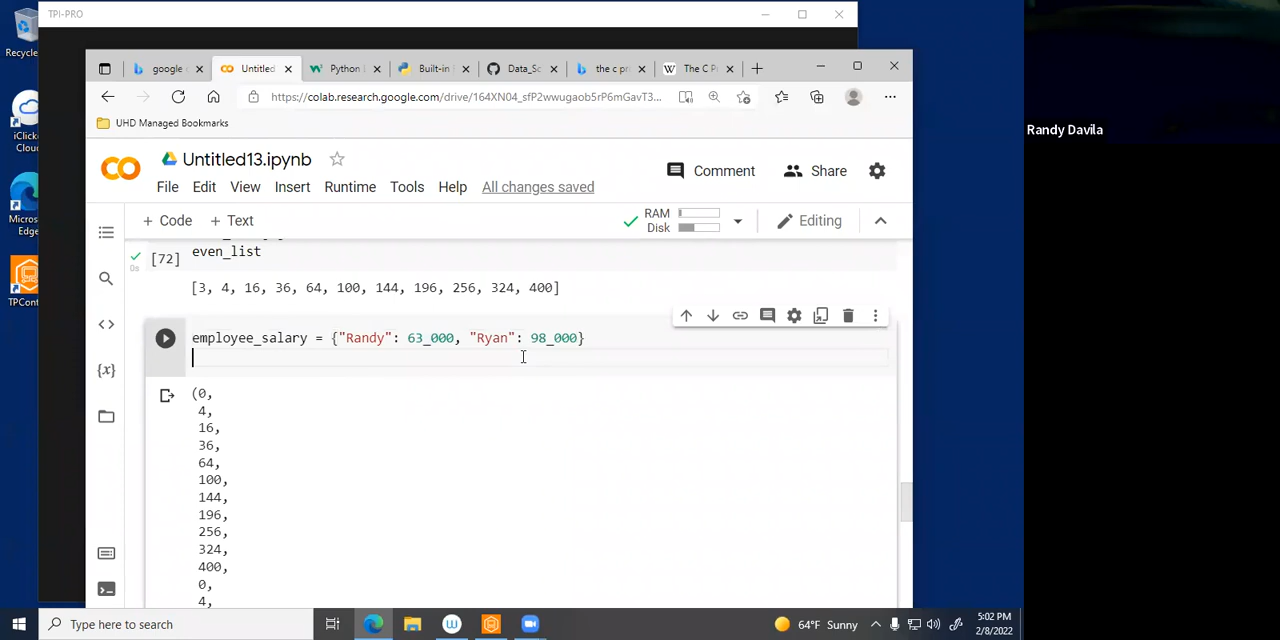 TPI-PRO
Recycle
google
Untitled
Python
Built-in
Data_Sc
the c pr
The C P
https://colab.research.google.com/drive/164XN04_sfP2wwugaob5rP6mGavT3...
UHD Managed Bookmarks
iClicke
Cloud
Untitled13.ipynb
Comment
Share
File Edit View Insert Runtime Tools Help All changes saved
Micros
Edge
+ Code + Text
RAM
Disk
Editing
[72]
0s
even_list
[3, 4, 16, 36, 64, 100, 144, 196, 256, 324, 400]
TPCont
employee_salary = {"Randy": 63_000, "Ryan": 98_000}
{x}
(0,
4,
16,
36,
64,
100,
144,
196,
256,
324,
400,
0,
4,
Type here to search
64°F Sunny
5:02 PM
2/8/2022
Randy Davila